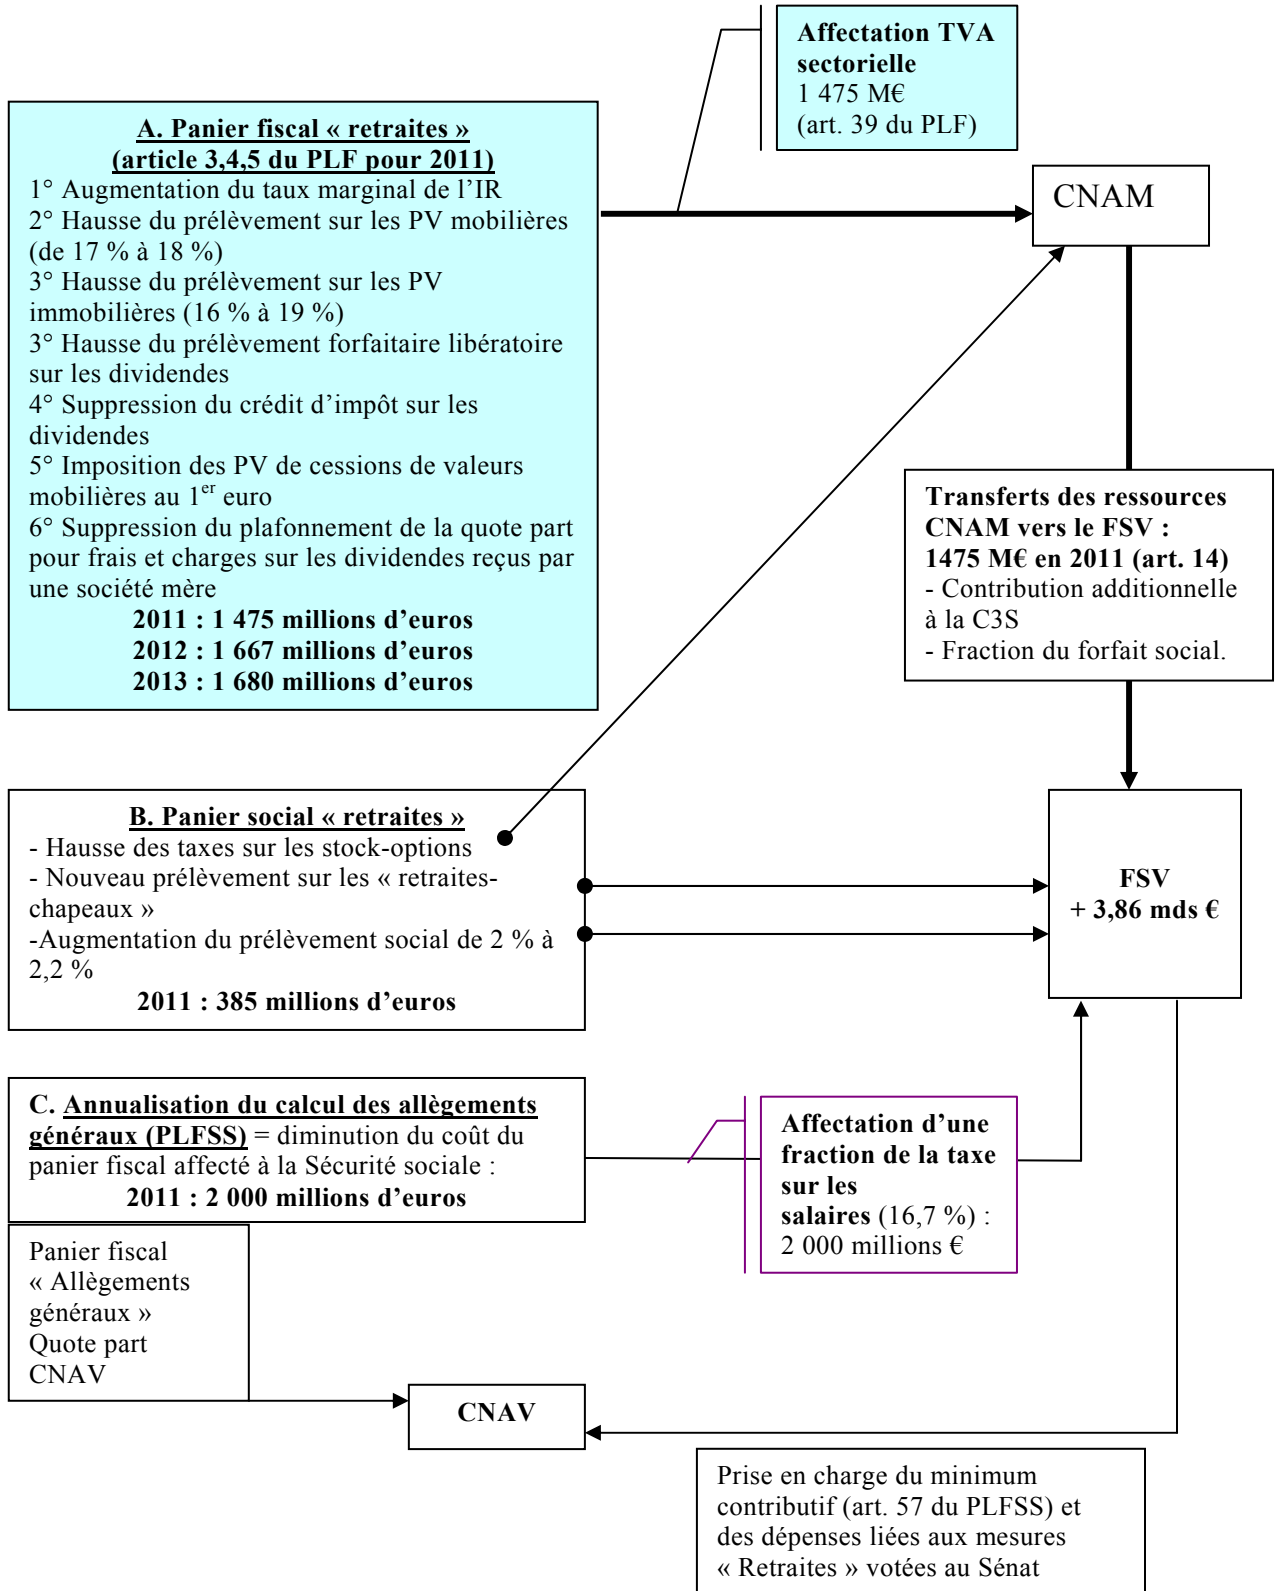 Affectation TVA
sectorielle
1 475 M€
(art. 39 du PLF)
A. Panier fiscal « retraites »
(article 3,4,5 du PLF pour 2011)
1° Augmentation du taux marginal de l’IR
2° Hausse du prélèvement sur les PV mobilières
(de 17 % à 18 %)
3° Hausse du prélèvement sur les PV
immobilières (16 % à 19 %)
3° Hausse du prélèvement forfaitaire libératoire
sur les dividendes
4° Suppression du crédit d’impôt sur les
dividendes
5° Imposition des PV de cessions de valeurs
mobilières au 1er euro
6° Suppression du plafonnement de la quote part
pour frais et charges sur les dividendes reçus par
une société mère
2011 : 1 475 millions d’euros
2012 : 1 667 millions d’euros
2013 : 1 680 millions d’euros
CNAM
Transferts des ressources
CNAM vers le FSV :
1475 M€ en 2011 (art. 14)
- Contribution additionnelle
à la C3S
- Fraction du forfait social.
B. Panier social « retraites »
- Hausse des taxes sur les stock-options
- Nouveau prélèvement sur les « retraites-
chapeaux »
-Augmentation du prélèvement social de 2 % à
2,2 %
2011 : 385 millions d’euros
FSV
+ 3,86 mds €
C. Annualisation du calcul des allègements
généraux (PLFSS) = diminution du coût du
panier fiscal affecté à la Sécurité sociale :
2011 : 2 000 millions d’euros
Affectation d’une
fraction de la taxe
sur les
salaires (16,7 %) :
2 000 millions €
Panier fiscal
« Allègements
généraux »
Quote part
CNAV
CNAV
Prise en charge du minimum
contributif (art. 57 du PLFSS) et
des dépenses liées aux mesures
« Retraites » votées au Sénat